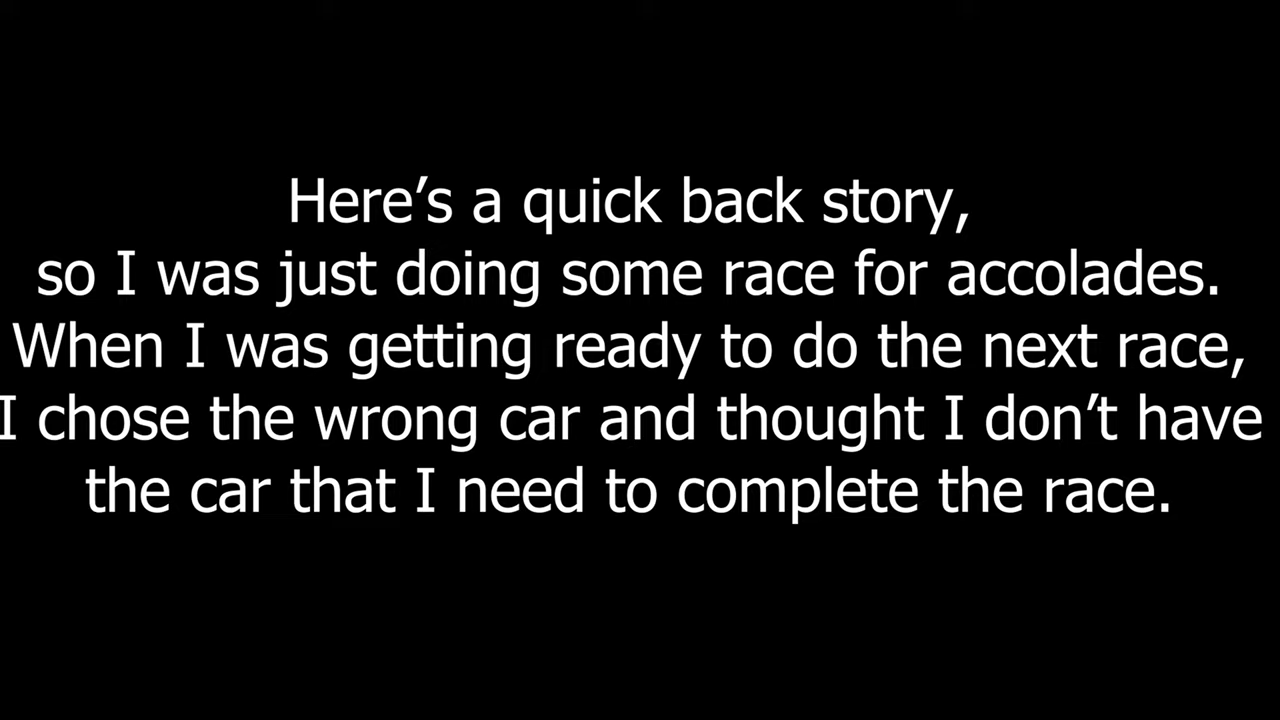 Here’s a quick back story,
so I was just doing some race for accolades.
When I was getting ready to do the next race,
I chose the wrong car and thought I don’t have
the car that I need to complete the race.